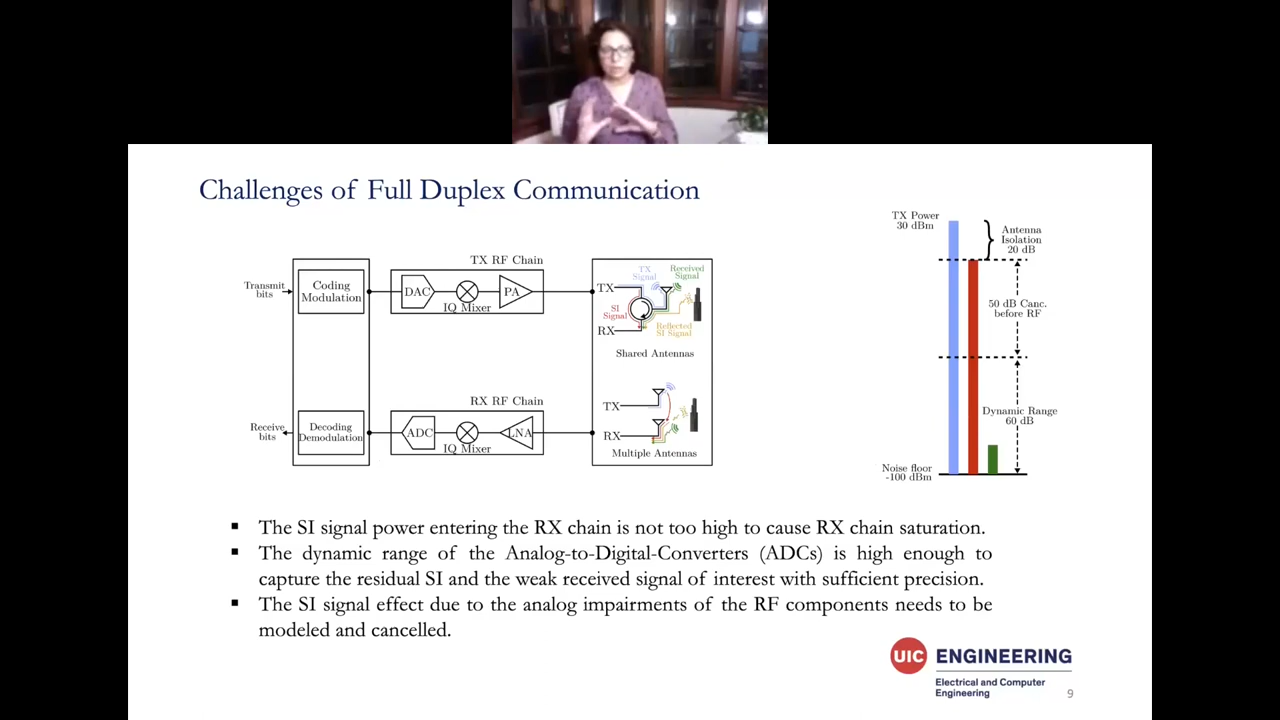 Challenges of Full Duplex Communication
TX Power
30 dBm
Antenna
Isolation
20 dB
50 dB Canc.
before RF
Dynamic Range
60 dB
Noise floor
-100 dBm
TX RF Chain
Transmit
bits
Coding
Modulation
DAC
IQ Mixer
PA
TX
Signal
Received
Signal
TX
SI
Signal
RX
Reflected
SI Signal
Shared Antennas
RX RF Chain
Receive
bits
Decoding
Demodulation
ADC
IQ Mixer
LNA
TX
RX
Multiple Antennas
▪ The SI signal power entering the RX chain is not too high to cause RX chain saturation.
▪ The dynamic range of the Analog-to-Digital-Converters (ADCs) is high enough to
capture the residual SI and the weak received signal of interest with sufficient precision.
▪ The SI signal effect due to the analog impairments of the RF components needs to be
modeled and cancelled.
UIC ENGINEERING
Electrical and Computer
Engineering
9